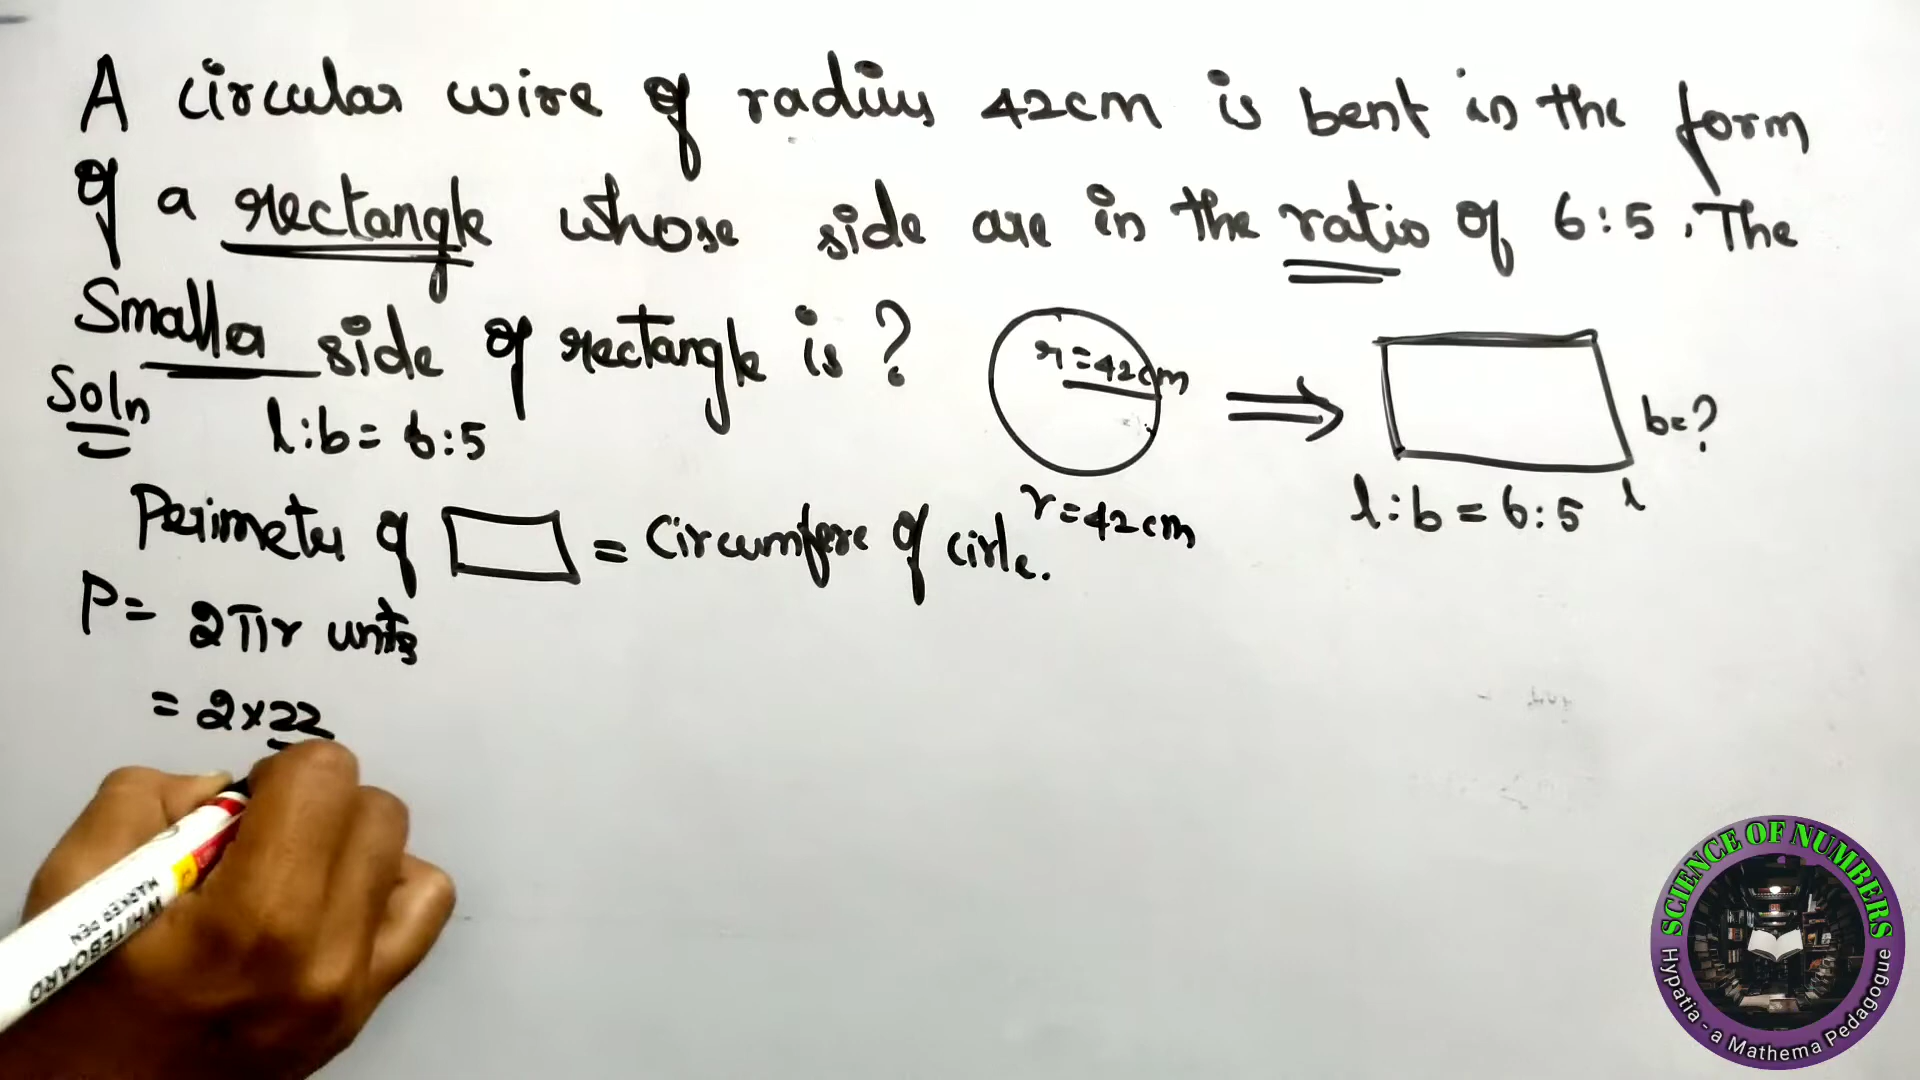 A circular wire of radius 42cm is bent in the form
of a rectangle whose side are in the ratio of 6:5. The
Smaller side of rectangle is?
r=42cm
Soln
l:b= 6:5
b=?
r=42cm
l:b = 6:5 l
Perimeter of = Circumfere of cirle.
P= 2πr units
= 2×22
WHITEBOARD
MARKER PEN
SCIENCE OF NUMBERS
Hypatia - a Mathema Pedagogue